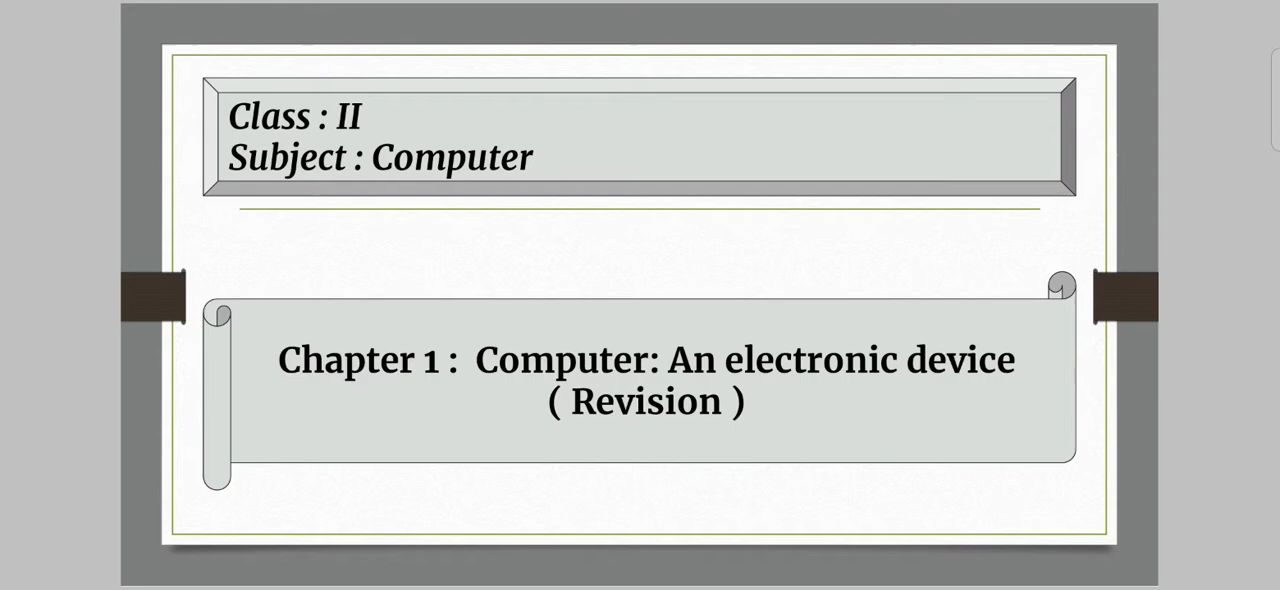 Class : II
Subject : Computer
Chapter 1 : Computer: An electronic device
( Revision )